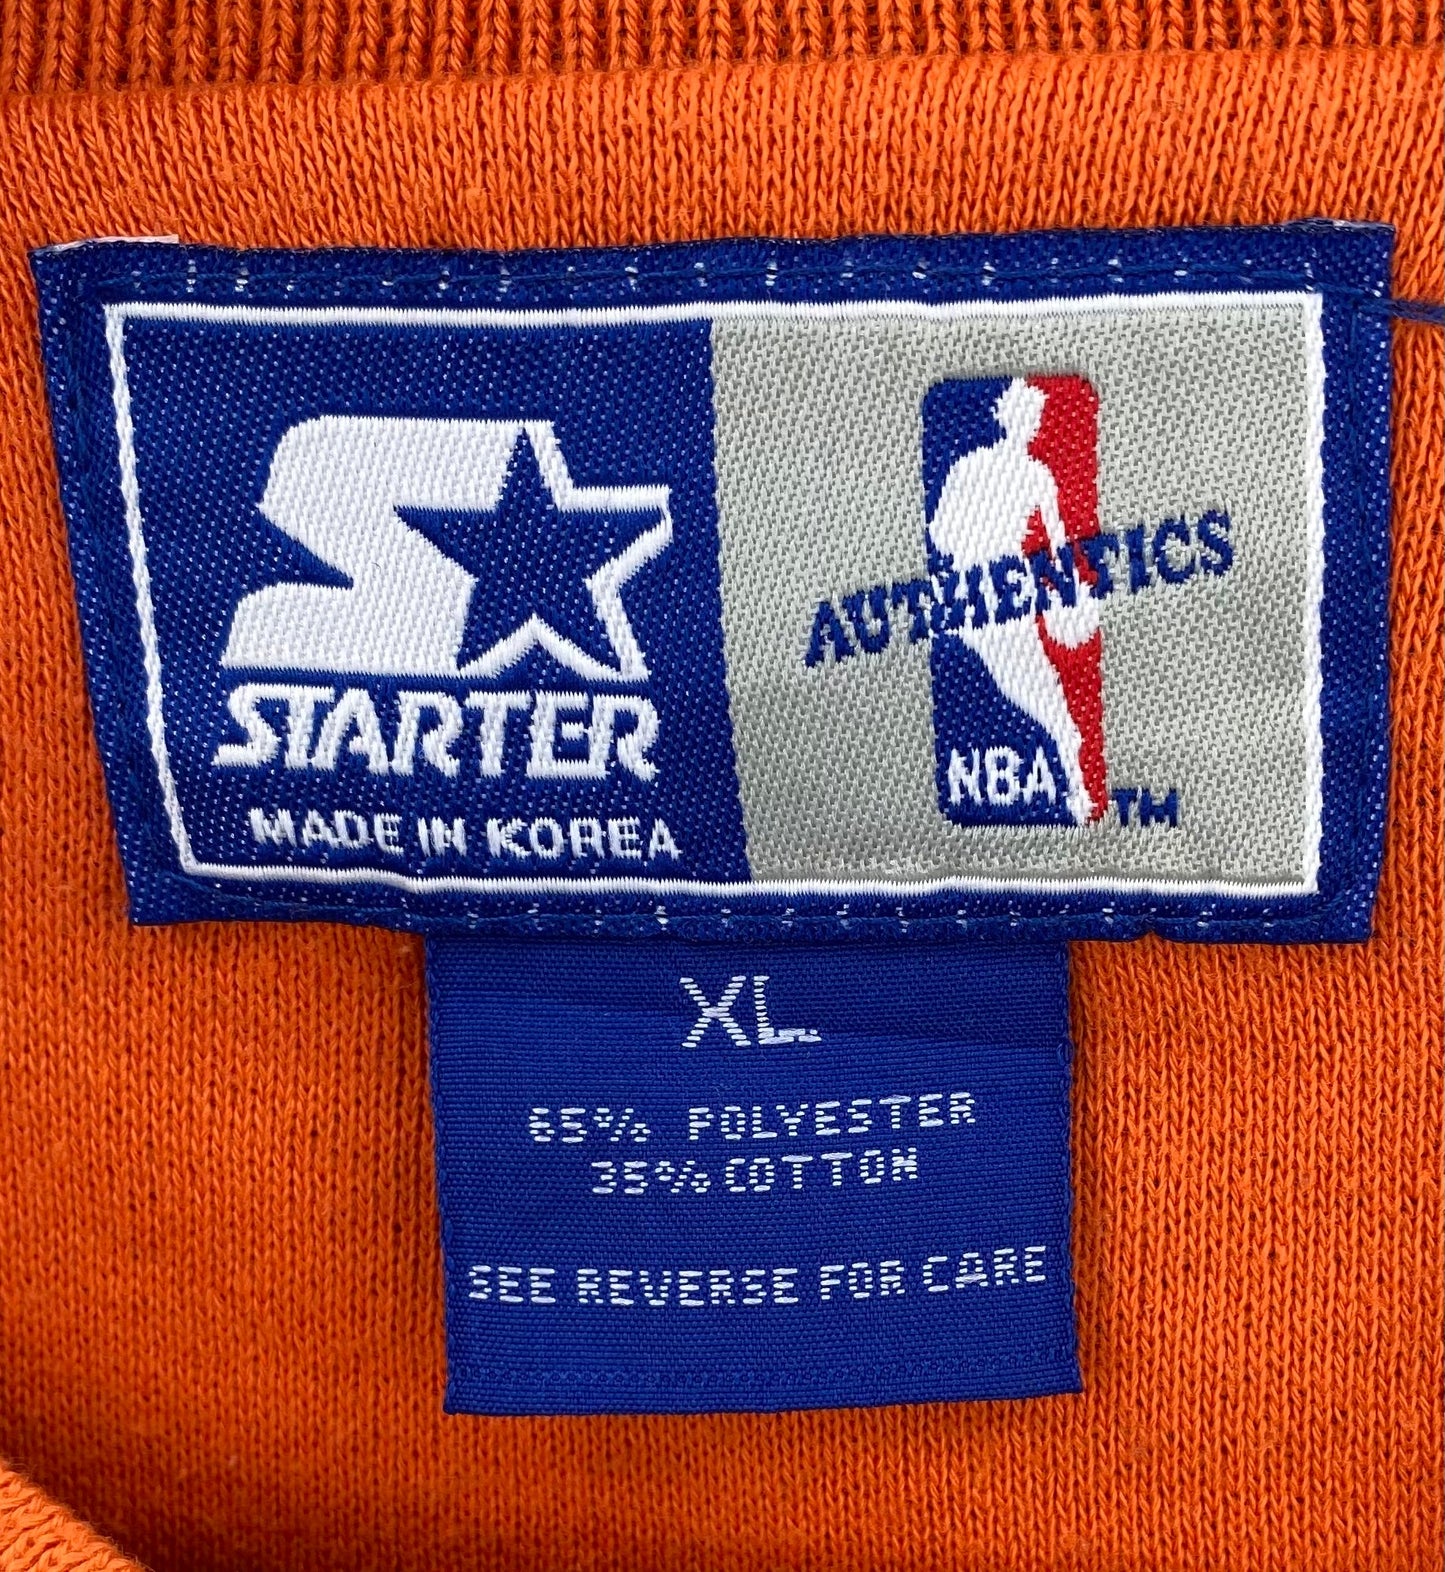 STARTER
MADE IN KOREA
AUTHENTICS
NBA TM
XL
65% POLYESTER
35% COTTON
SEE REVERSE FOR CARE